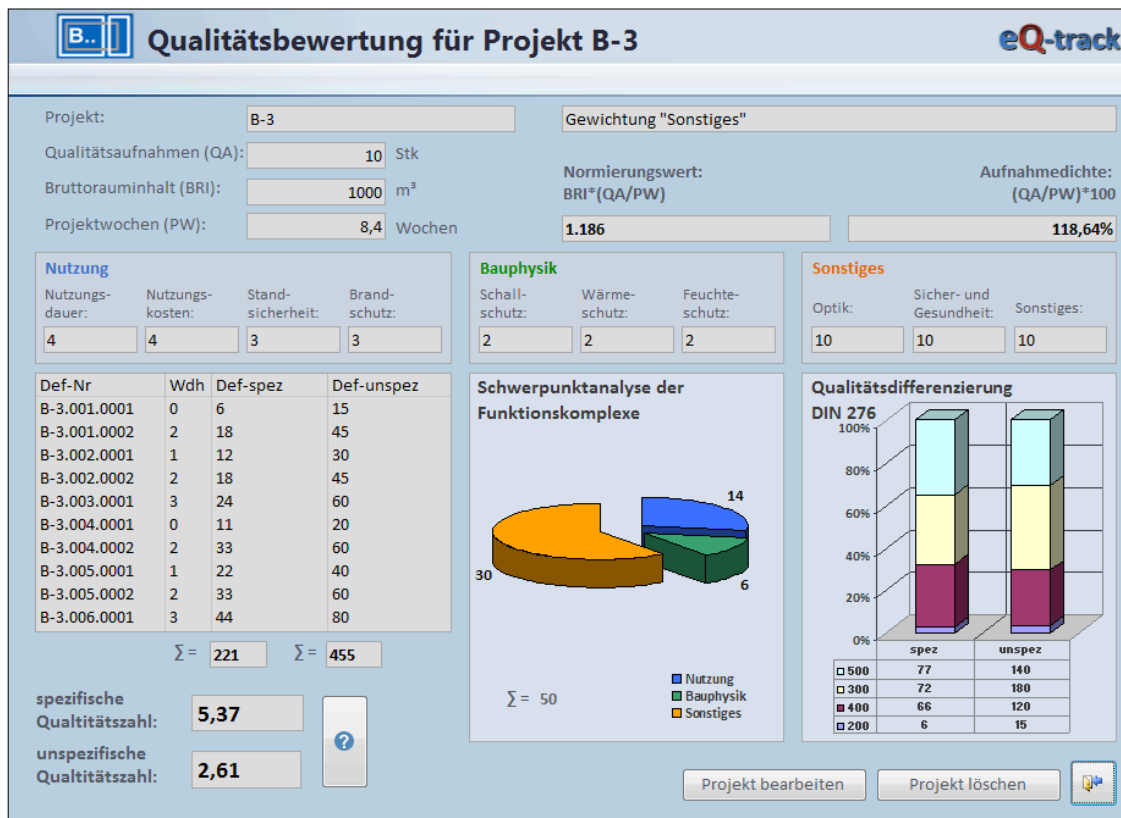 B..
Qualitätsbewertung für Projekt B-3
eQ-track
Projekt:
B-3
Gewichtung "Sonstiges"
Qualitätsaufnahmen (QA):
10 Stk
Bruttorauminhalt (BRI):
1000 m³
Projektwochen (PW):
8,4 Wochen
Normierungswert:
BRI*(QA/PW)
1.186
Aufnahmedichte:
(QA/PW)*100
118,64%
Nutzung
Nutzungs-
dauer:
4
Nutzungs-
kosten:
4
Stand-
sicherheit:
3
Brand-
schutz:
3
Bauphysik
Schall-
schutz:
2
Wärme-
schutz:
2
Feuchte-
schutz:
2
Sonstiges
Optik:
10
Sicher- und
Gesundheit:
10
Sonstiges:
10
Def-Nr Wdh Def-spez Def-unspez
B-3.001.0001 0 6 15
B-3.001.0002 2 18 45
B-3.002.0001 1 12 30
B-3.002.0002 2 18 45
B-3.003.0001 3 24 60
B-3.004.0001 0 11 20
B-3.004.0002 2 33 60
B-3.005.0001 1 22 40
B-3.005.0002 2 33 60
B-3.006.0001 3 44 80
∑ = 221 ∑ = 455
spezifische
Qualtitätszahl:
5,37
unspezifische
Qualtitätszahl:
2,61
?
Schwerpunktanalyse der
Funktionskomplexe
14
30
6
∑ = 50
Nutzung
Bauphysik
Sonstiges
Qualitätsdifferenzierung
DIN 276
100%
80%
60%
40%
20%
0%
spez unspez
500 77 140
300 72 180
400 66 120
200 6 15
Projekt bearbeiten
Projekt löschen